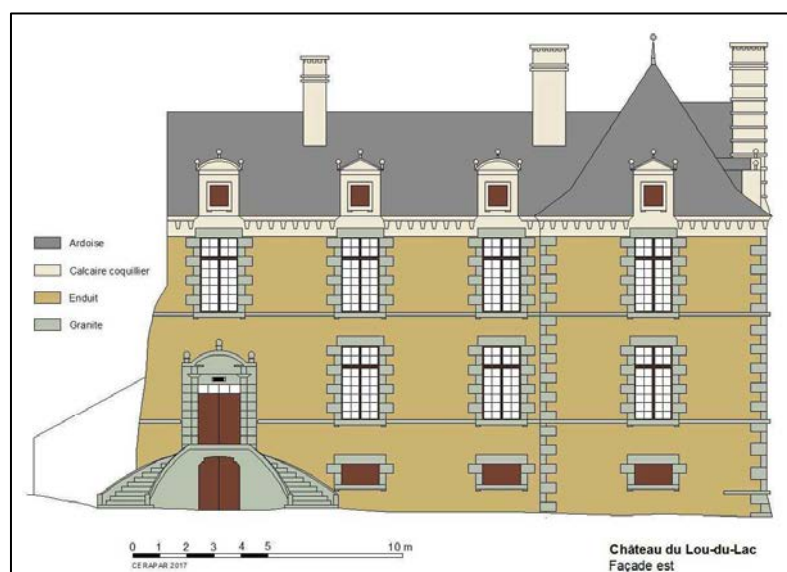 Ardoise
Calcaire coquillier
Enduit
Granite
0 1 2 3 4 5 10 m
CERAPAR 2017
Château du Lou-du-Lac
Façade est